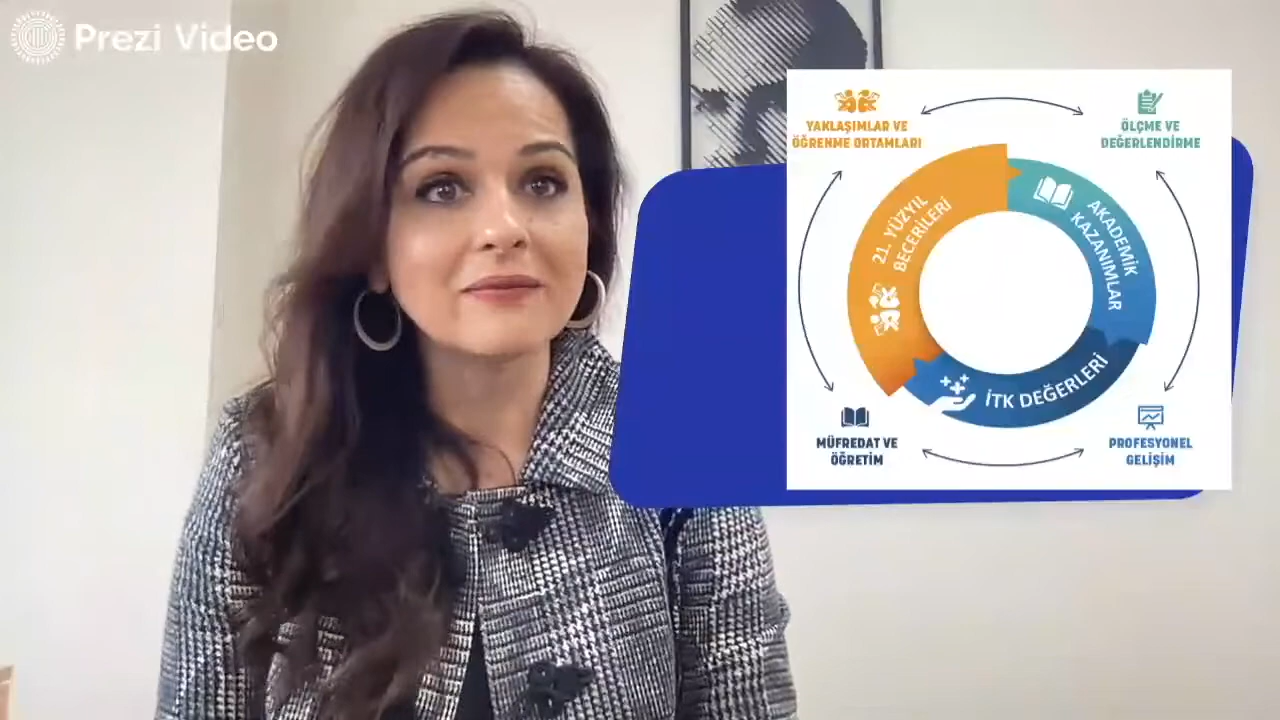 Prezi Video
YAKLAŞIMLAR VE
ÖĞRENME ORTAMLARI
ÖLÇME VE
DEĞERLENDİRME
21. YÜZYIL
BECERİLERİ
AKADEMİK
KAZANIMLAR
İTK DEĞERLERİ
MÜFREDAT VE
ÖĞRETİM
PROFESYONEL
GELİŞİM